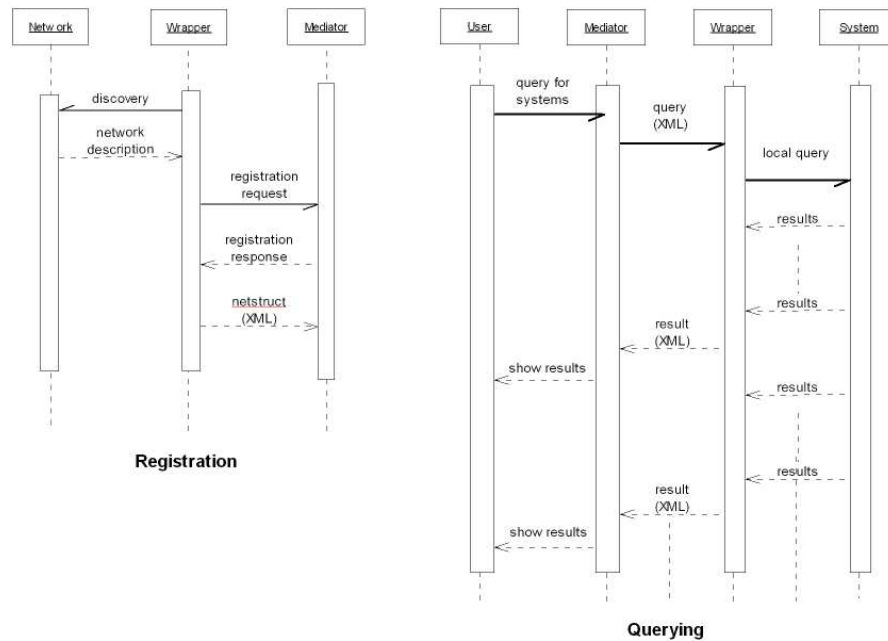 Network
Wrapper
Mediator
discovery
network
description
registration
request
registration
response
netstruct
(XML)
Registration
User
Mediator
Wrapper
System
query for
systems
query
(XML)
local query
results
results
result
(XML)
show results
results
results
result
(XML)
show results
Querying